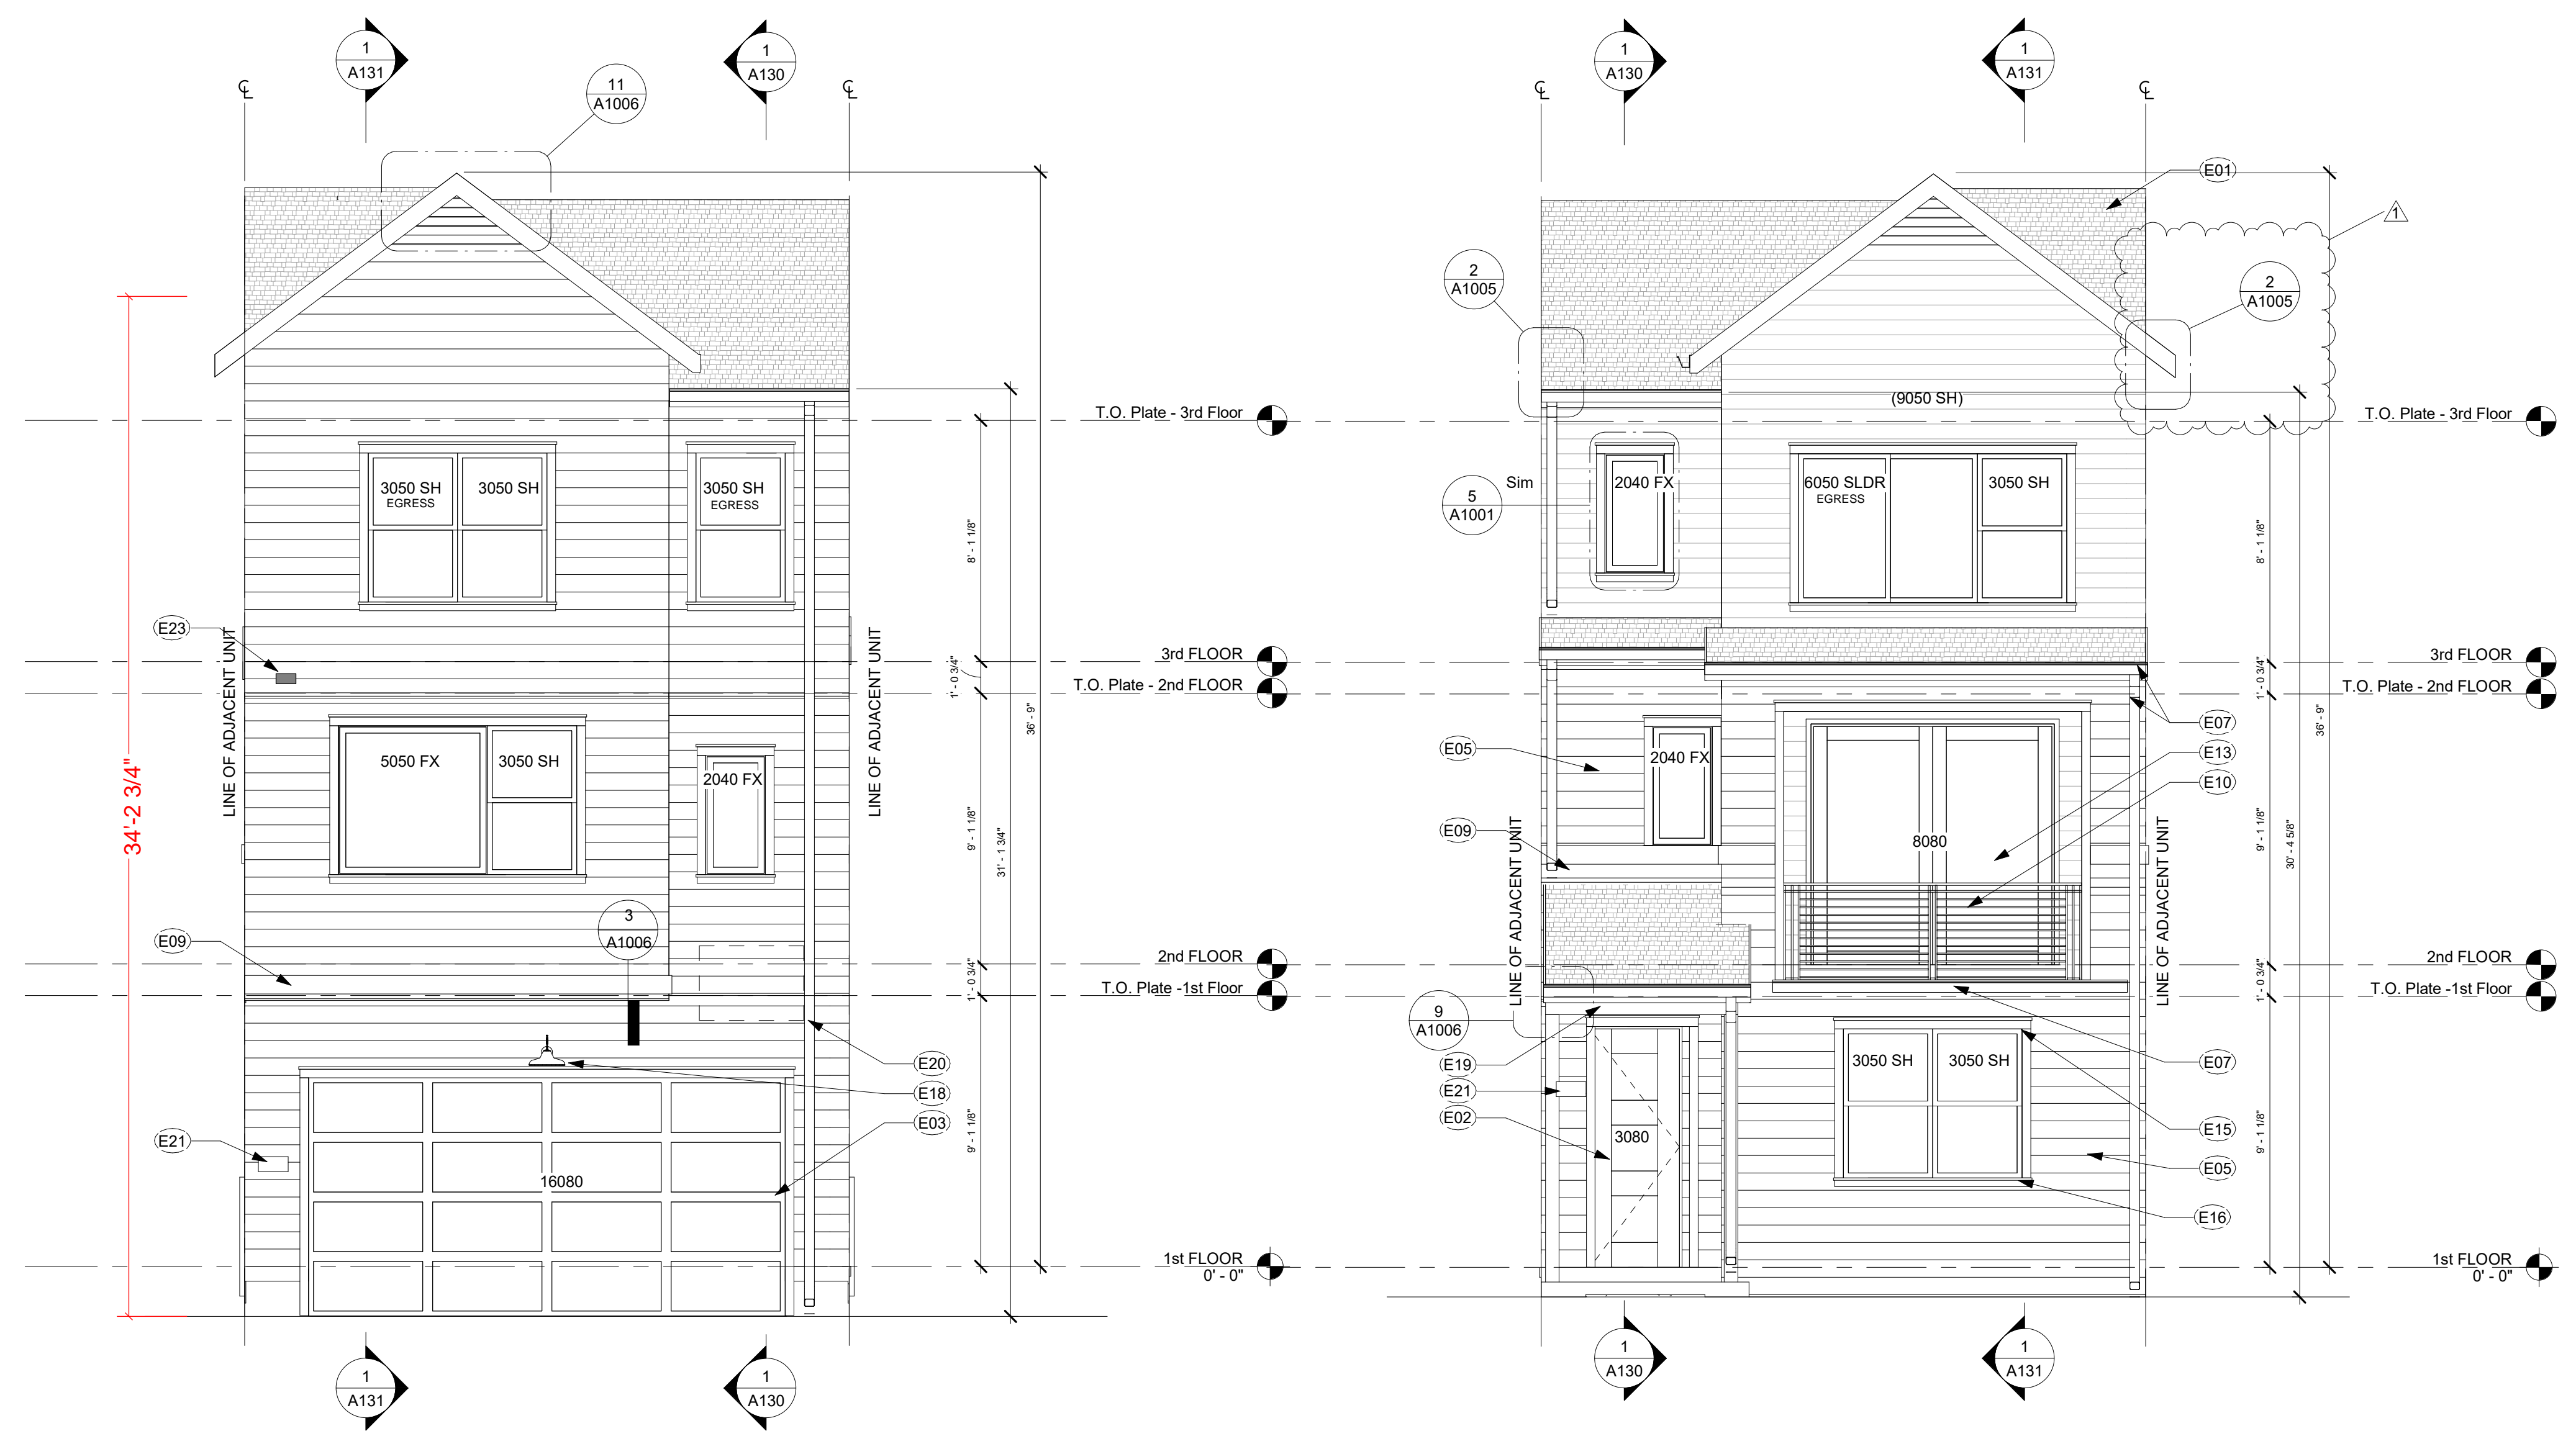 1
A131
1
A130
11
A1006
℄
℄
34'-2 3/4"
3050 SH
EGRESS
3050 SH
3050 SH
EGRESS
E23
LINE OF ADJACENT UNIT
LINE OF ADJACENT UNIT
5050 FX
3050 SH
2040 FX
E09
3
A1006
E20
E18
E03
E21
16080
8' - 1 1/8"
1' - 0 3/4"
9' - 1 1/8"
1' - 0 3/4"
9' - 1 1/8"
31' - 1 3/4"
36' - 9"
T.O. Plate - 3rd Floor
3rd FLOOR
T.O. Plate - 2nd FLOOR
2nd FLOOR
T.O. Plate -1st Floor
1st FLOOR
0' - 0"
1
A131
1
A130
1
A130
1
A131
℄
℄
E01
1
2
A1005
2
A1005
(9050 SH)
5
A1001
Sim
2040 FX
6050 SLDR
EGRESS
3050 SH
E05
2040 FX
E09
8080
E07
E13
E10
LINE OF ADJACENT UNIT
LINE OF ADJACENT UNIT
9
A1006
E19
E21
E02
3080
3050 SH
3050 SH
E07
E15
E05
E16
8' - 1 1/8"
1' - 0 3/4"
9' - 1 1/8"
1' - 0 3/4"
9' - 1 1/8"
30' - 4 5/8"
36' - 9"
T.O. Plate - 3rd Floor
3rd FLOOR
T.O. Plate - 2nd FLOOR
2nd FLOOR
T.O. Plate -1st Floor
1st FLOOR
0' - 0"
1
A130
1
A131